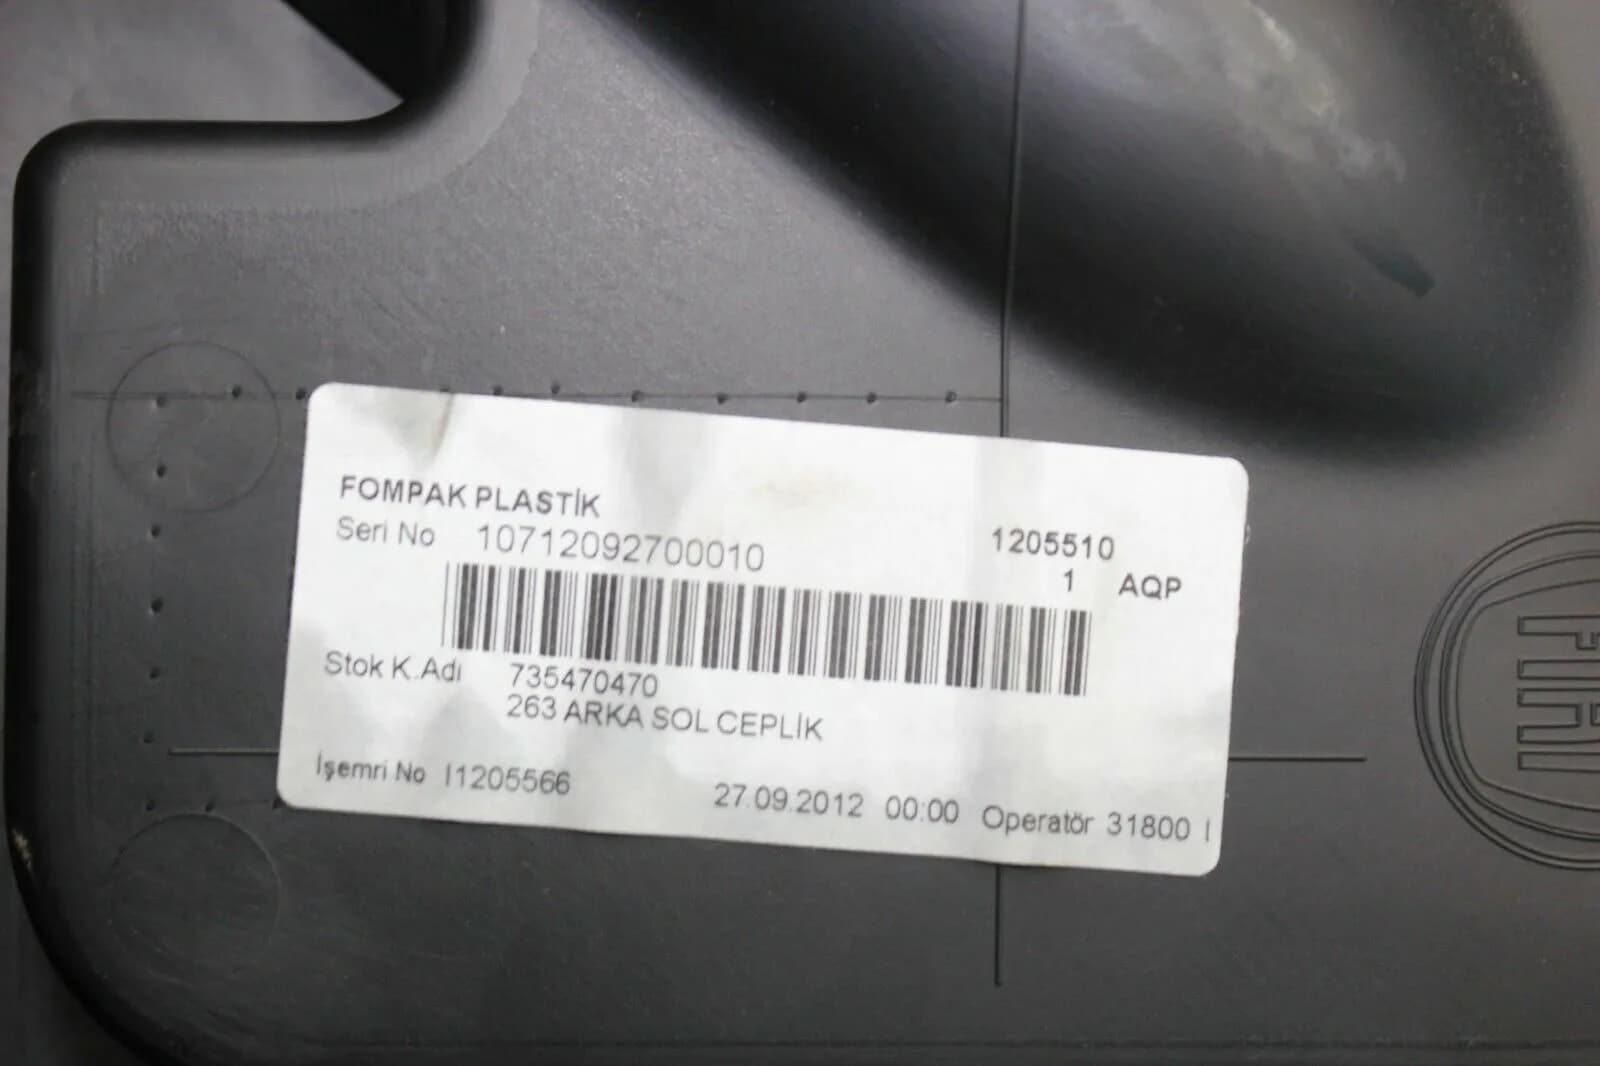 FOMPAK PLASTİK
Seri No 10712092700010 1205510
1 AQP
Stok K.Adı 735470470
263 ARKA SOL CEPLİK
İşemri No I1205566 27.09.2012 00:00 Operatör 31800 I
FIAT